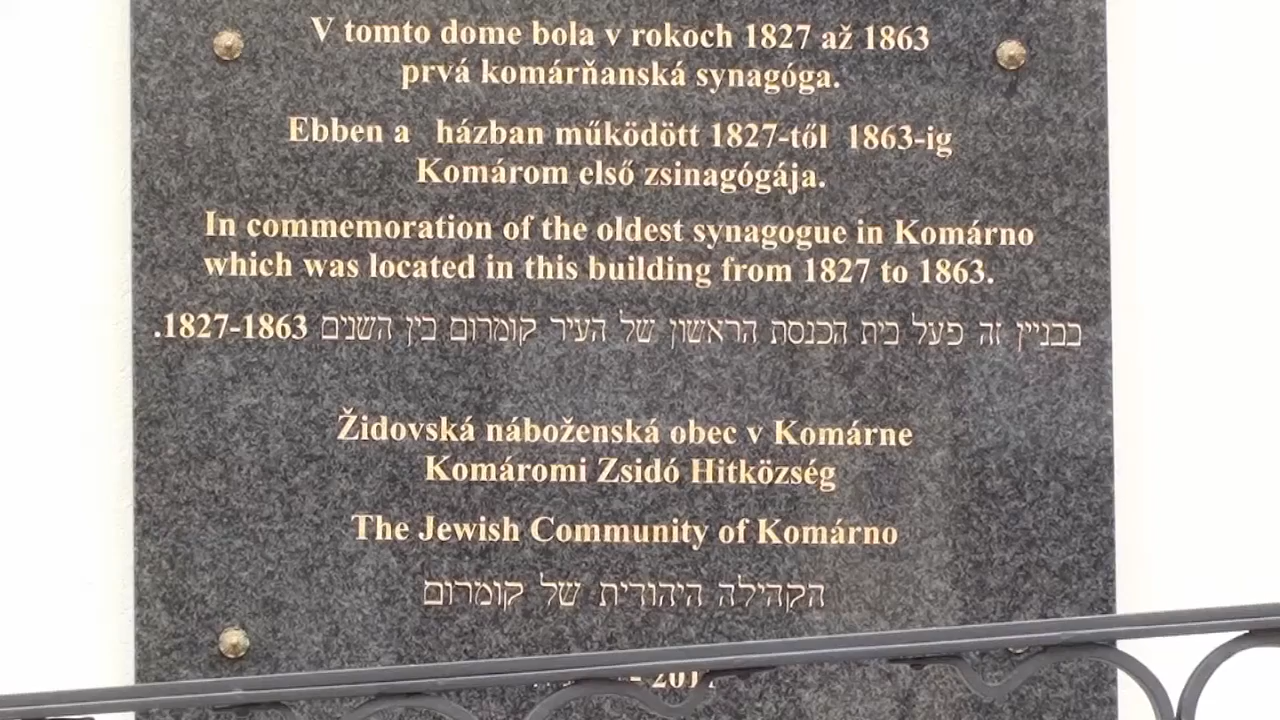 V tomto dome bola v rokoch 1827 až 1863
prvá komárňanská synagóga.
Ebben a házban működött 1827-től 1863-ig
Komárom első zsinagógája.
In commemoration of the oldest synagogue in Komárno
which was located in this building from 1827 to 1863.
בבניין זה פעל בית הכנסת הראשון של העיר קומרום בין השנים 1827-1863.
Židovská náboženská obec v Komárne
Komáromi Zsidó Hitközség
The Jewish Community of Komárno
הקהילה היהודית של קומרום